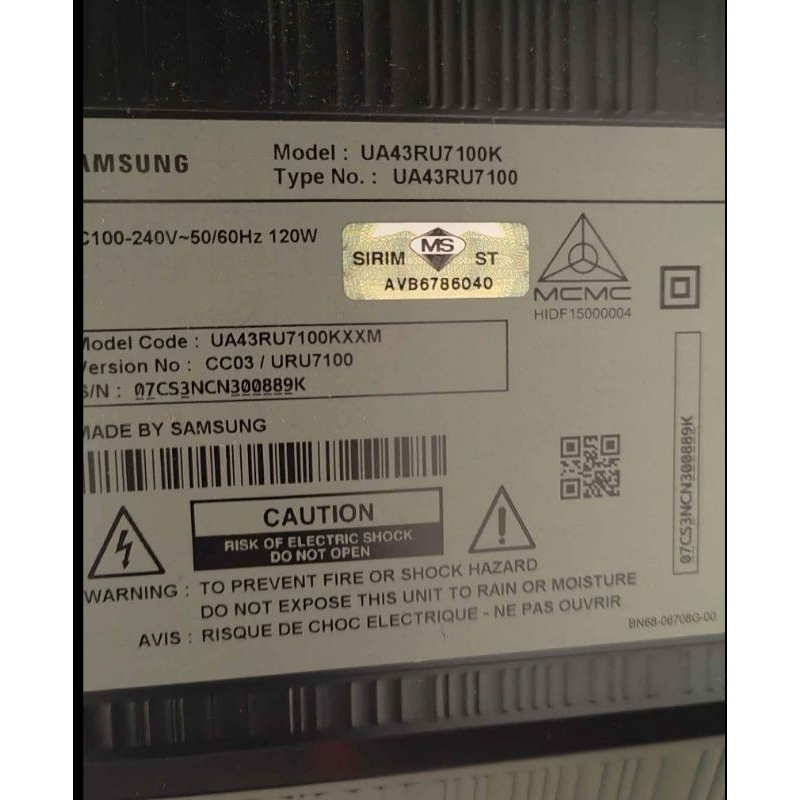 AMSUNG
Model : UA43RU7100K
Type No. : UA43RU7100
C100-240V~50/60Hz 120W
MS
SIRIM ST
AVB6786040
MCMC
HIDF15000004
Model Code : UA43RU7100KXXM
Version No : CC03 / URU7100
S/N : 07CS3NCN300889K
MADE BY SAMSUNG
07CS3NCN300889K
CAUTION
RISK OF ELECTRIC SHOCK
DO NOT OPEN
WARNING : TO PREVENT FIRE OR SHOCK HAZARD
DO NOT EXPOSE THIS UNIT TO RAIN OR MOISTURE
AVIS : RISQUE DE CHOC ELECTRIQUE - NE PAS OUVRIR
BN68-06708G-00